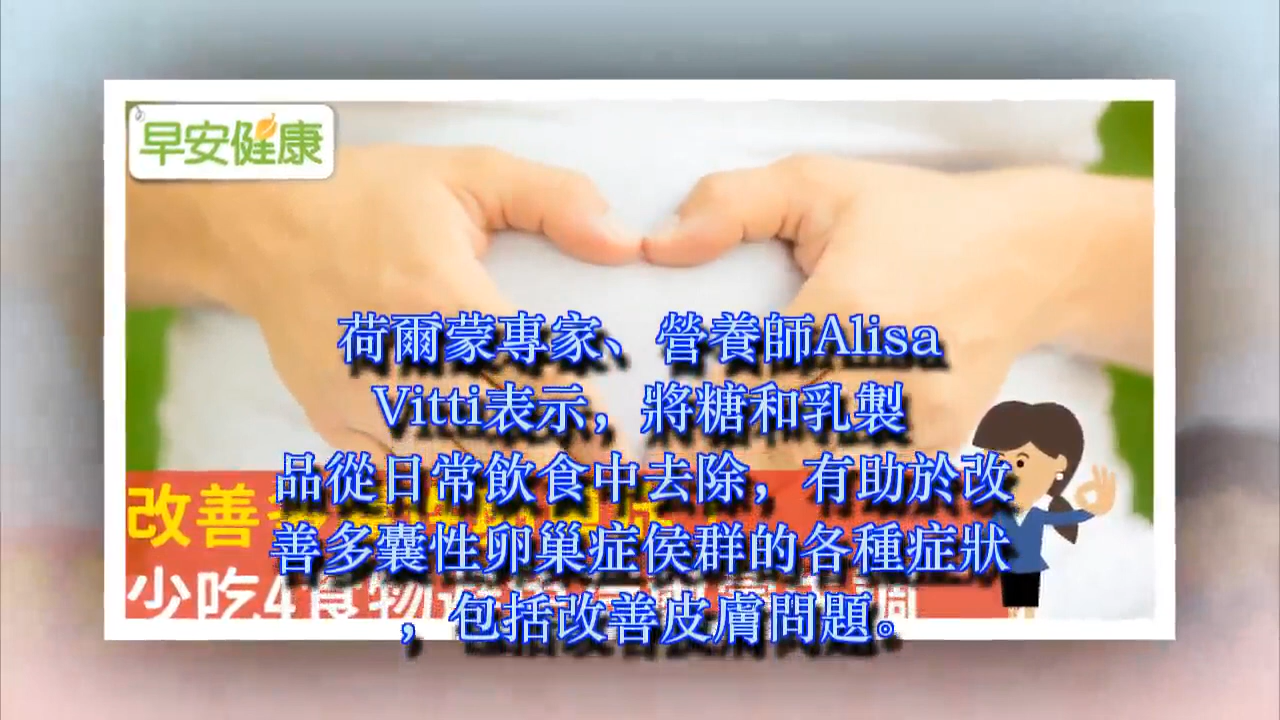 早安健康
荷爾蒙專家、營養師Alisa
Vitti表示，將糖和乳製
品從日常飲食中去除，有助於改
善多囊性卵巢症侯群的各種症狀
，包括改善皮膚問題。
改善多
少吃4食物